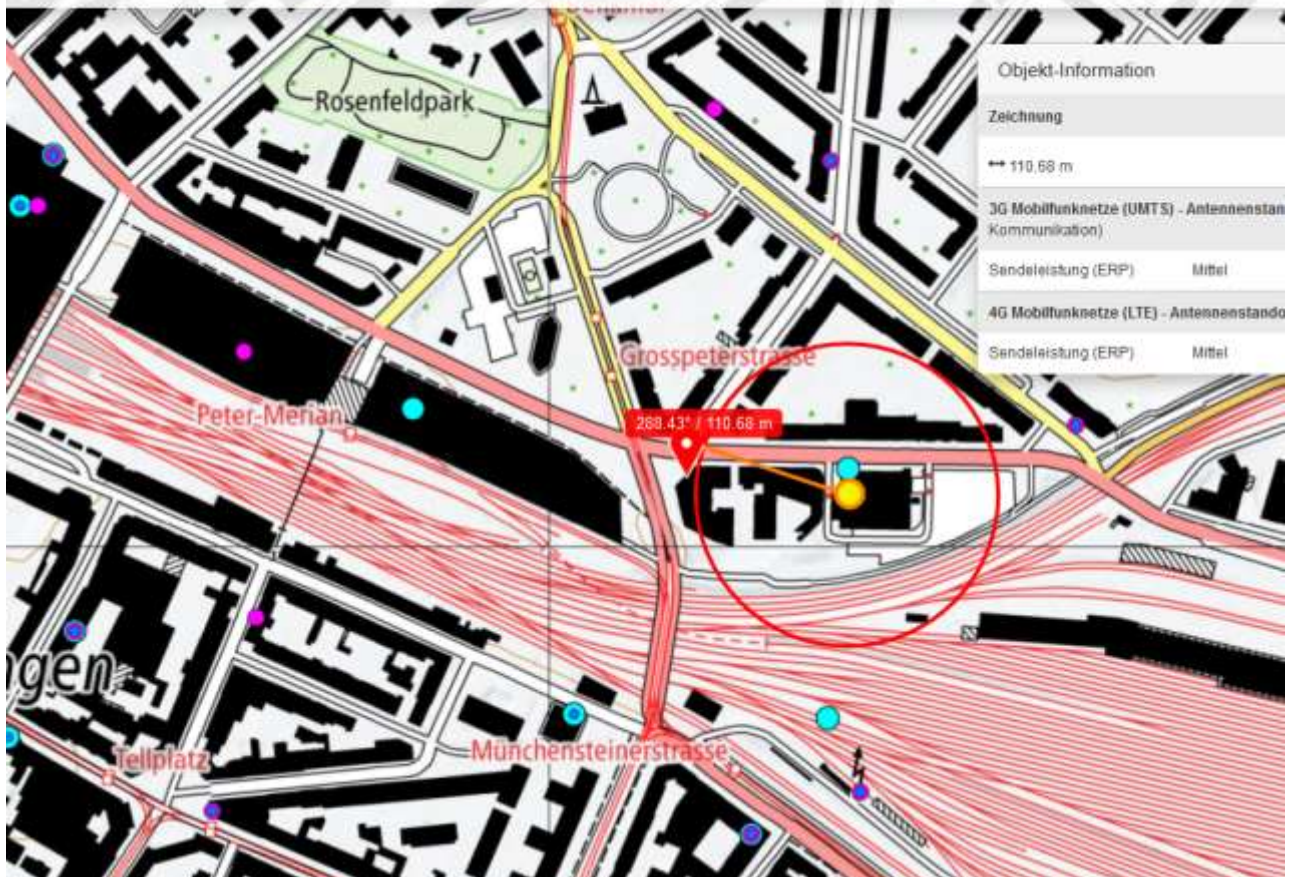 Objekt-Information
Zeichnung
↔ 110.68 m
3G Mobilfunknetze (UMTS) - Antennenstan
Kommunikation)
Sendeleistung (ERP) Mittel
4G Mobilfunknetze (LTE) - Antennenstando
Sendeleistung (ERP) Mittel
Rosenfeldpark
Grosspeterstrasse
Peter-Merian
288.43° / 110.68 m
ngen
Tellplatz
Münchensteinerstrasse